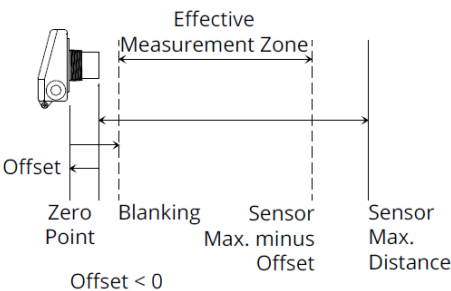 Effective
Measurement Zone
Offset
Zero
Point
Blanking
Sensor
Max. minus
Offset
Sensor
Max.
Distance
Offset < 0